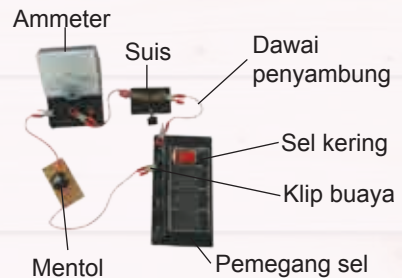 Ammeter
Suis
Dawai
penyambung
Sel kering
Klip buaya
Mentol
Pemegang sel